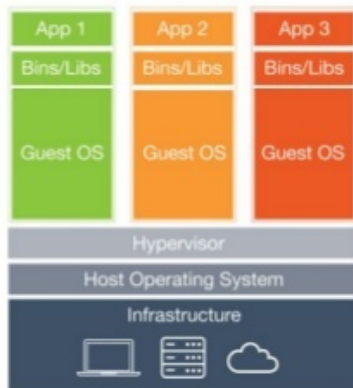 App 1 App 2 App 3
Bins/Libs Bins/Libs Bins/Libs
Guest OS Guest OS Guest OS
Hypervisor
Host Operating System
Infrastructure